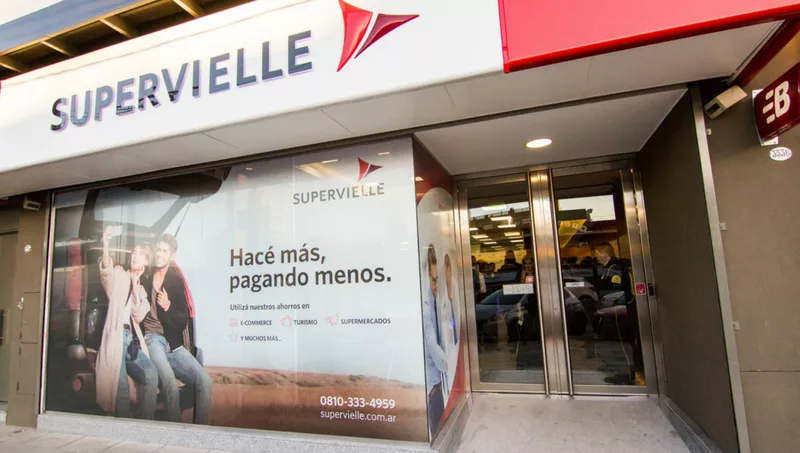 SUPERVIELLE
SUPERVIELLE
Hacé más,
pagando menos.
Utilizá nuestros ahorros en
E-COMMERCE TURISMO SUPERMERCADOS
Y MUCHOS MÁS..
0810-333-4959
supervielle.com.ar
B
3536